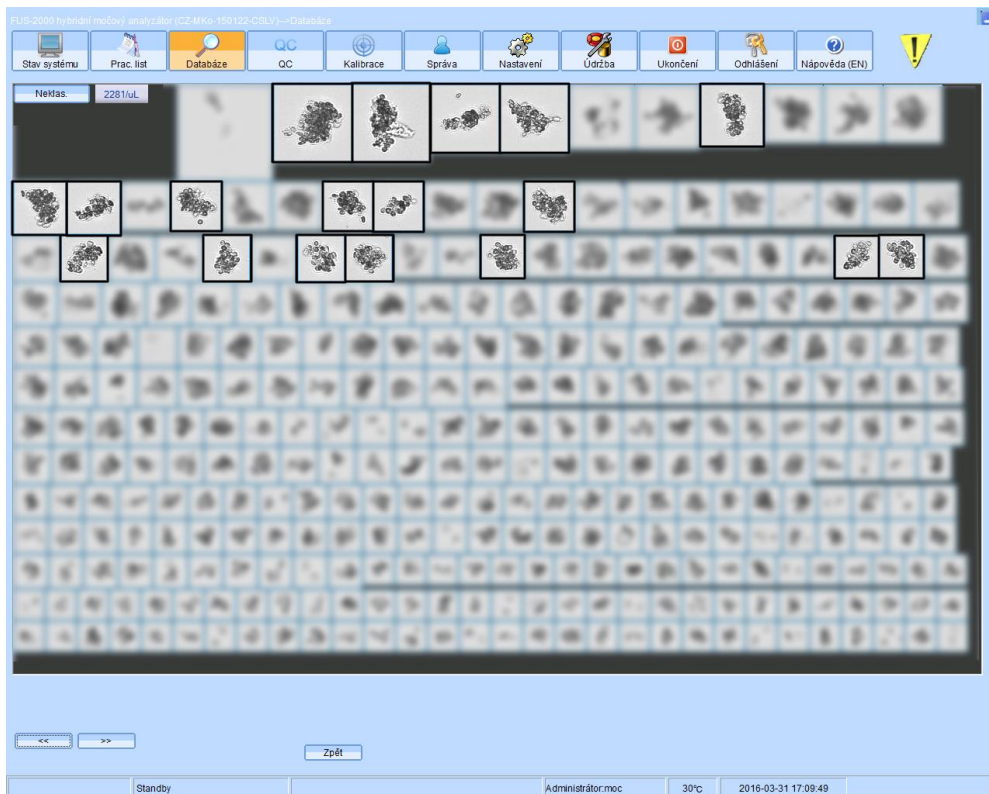 FUS-2000 hybridní močový analyzátor (CZ-MKo-150122-CSLV)-->Databáze
Stav systému Prac. list Databáze QC QC Kalibrace Správa Nastavení Údržba Ukončení Odhlášení Nápověda (EN)
Neklas. 2281/uL
<< >>
Zpět
Standby Administrátor:moc 30°C 2016-03-31 17:09:49